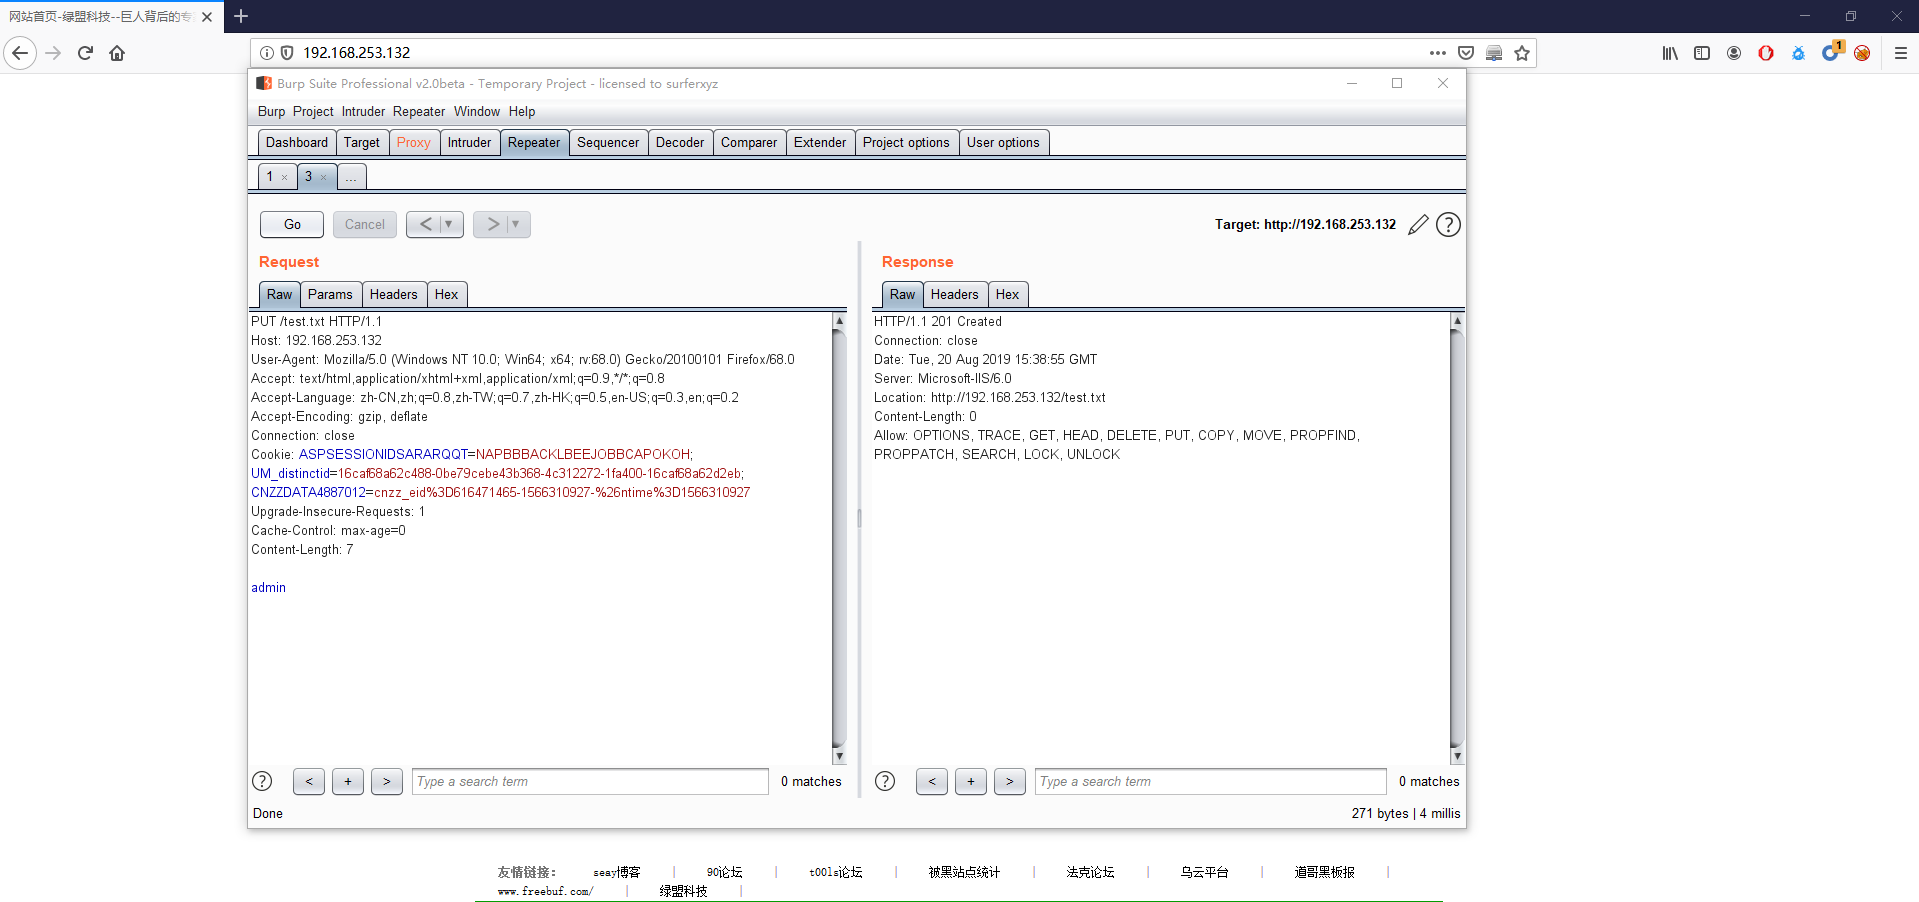 网站首页-绿盟科技--巨人背后的专
192.168.253.132
1
Burp Suite Professional v2.0beta - Temporary Project - licensed to surferxyz
Burp Project Intruder Repeater Window Help
Dashboard Target Proxy Intruder Repeater Sequencer Decoder Comparer Extender Project options User options
1 × 3 × ...
Go Cancel < > Target: http://192.168.253.132 ?
Request
Raw Params Headers Hex
PUT /test.txt HTTP/1.1
Host: 192.168.253.132
User-Agent: Mozilla/5.0 (Windows NT 10.0; Win64; x64; rv:68.0) Gecko/20100101 Firefox/68.0
Accept: text/html,application/xhtml+xml,application/xml;q=0.9,*/*;q=0.8
Accept-Language: zh-CN,zh;q=0.8,zh-TW;q=0.7,zh-HK;q=0.5,en-US;q=0.3,en;q=0.2
Accept-Encoding: gzip, deflate
Connection: close
Cookie: ASPSESSIONIDSARARQQT=NAPBBBACKLBEEJOBBCAPOKOH;
UM_distinctid=16caf68a62c488-0be79cebe43b368-4c312272-1fa400-16caf68a62d2eb;
CNZZDATA4887012=cnzz_eid%3D616471465-1566310927-%26ntime%3D1566310927
Upgrade-Insecure-Requests: 1
Cache-Control: max-age=0
Content-Length: 7
admin
? < + > Type a search term 0 matches
Response
Raw Headers Hex
HTTP/1.1 201 Created
Connection: close
Date: Tue, 20 Aug 2019 15:38:55 GMT
Server: Microsoft-IIS/6.0
Location: http://192.168.253.132/test.txt
Content-Length: 0
Allow: OPTIONS, TRACE, GET, HEAD, DELETE, PUT, COPY, MOVE, PROPFIND,
PROPPATCH, SEARCH, LOCK, UNLOCK
? < + > Type a search term 0 matches
Done 271 bytes | 4 millis
友情链接： seay博客 | 90论坛 | t00ls论坛 | 被黑站点统计 | 法克论坛 | 乌云平台 | 道哥黑板报 |
www.freebuf.com/ | 绿盟科技 |